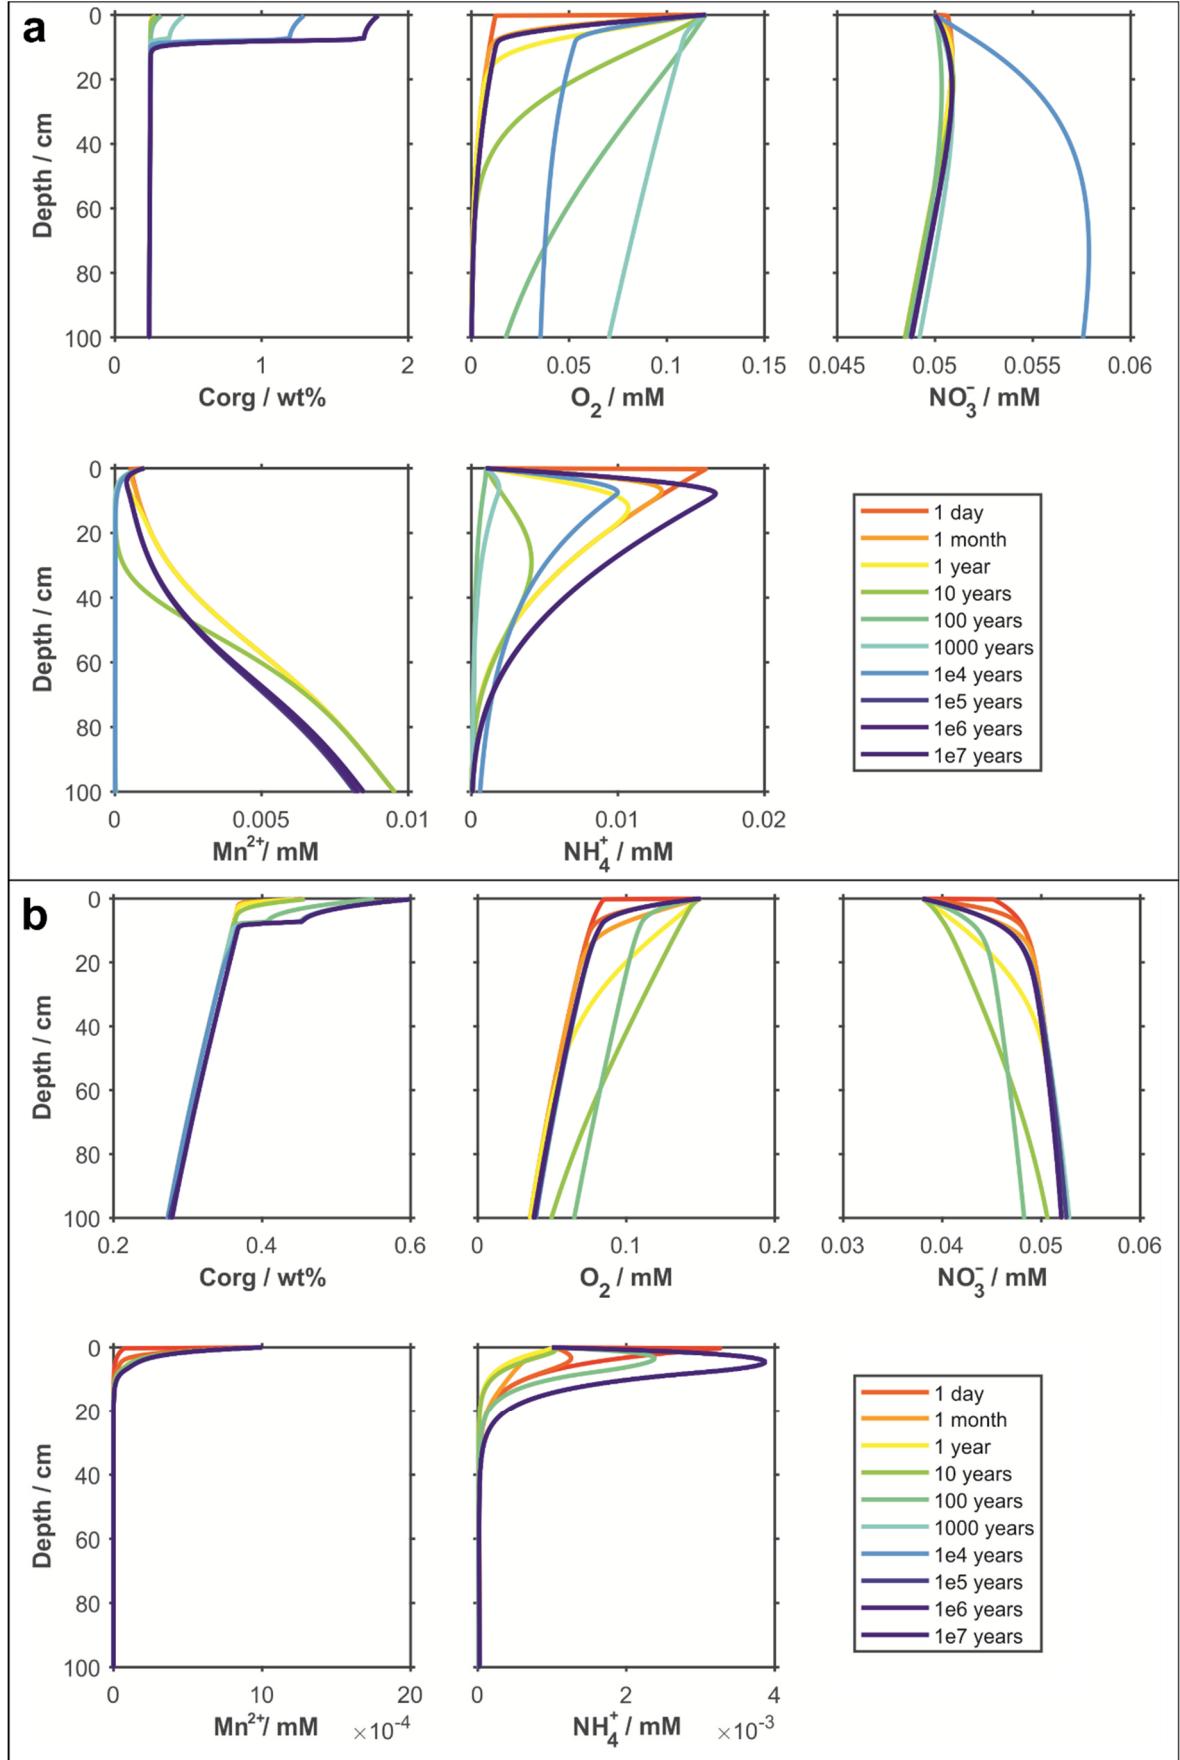 a
0
20
40
60
80
100
Depth / cm
0 1 2
Corg / wt%
0 0.05 0.1 0.15
O2 / mM
0.045 0.05 0.055 0.06
NO3- / mM
0
20
40
60
80
100
Depth / cm
0 0.005 0.01
Mn2+/ mM
0 0.01 0.02
NH4+ / mM
1 day
1 month
1 year
10 years
100 years
1000 years
1e4 years
1e5 years
1e6 years
1e7 years
b
0
20
40
60
80
100
Depth / cm
0.2 0.4 0.6
Corg / wt%
0 0.1 0.2
O2 / mM
0.03 0.04 0.05 0.06
NO3- / mM
0
20
40
60
80
100
Depth / cm
0 10 20
Mn2+/ mM ×10-4
0 2 4
NH4+ / mM ×10-3
1 day
1 month
1 year
10 years
100 years
1000 years
1e4 years
1e5 years
1e6 years
1e7 years